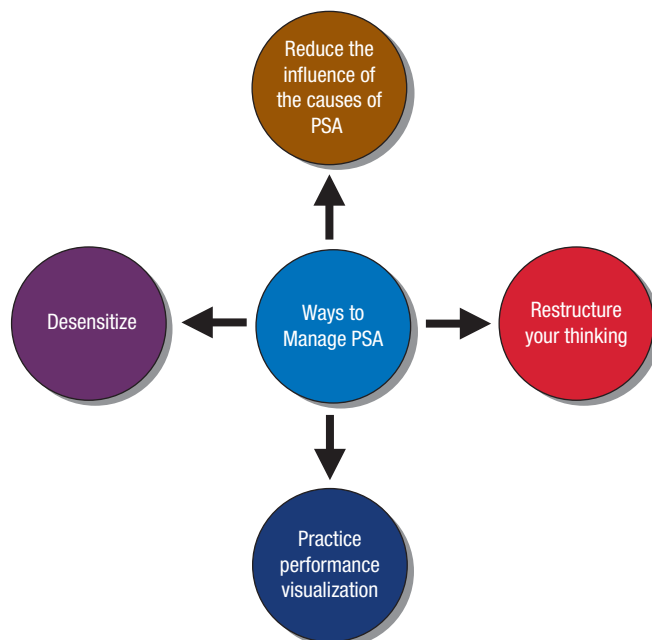 Reduce the
influence of
the causes of
PSA
Desensitize
Ways to
Manage PSA
Restructure
your thinking
Practice
performance
visualization